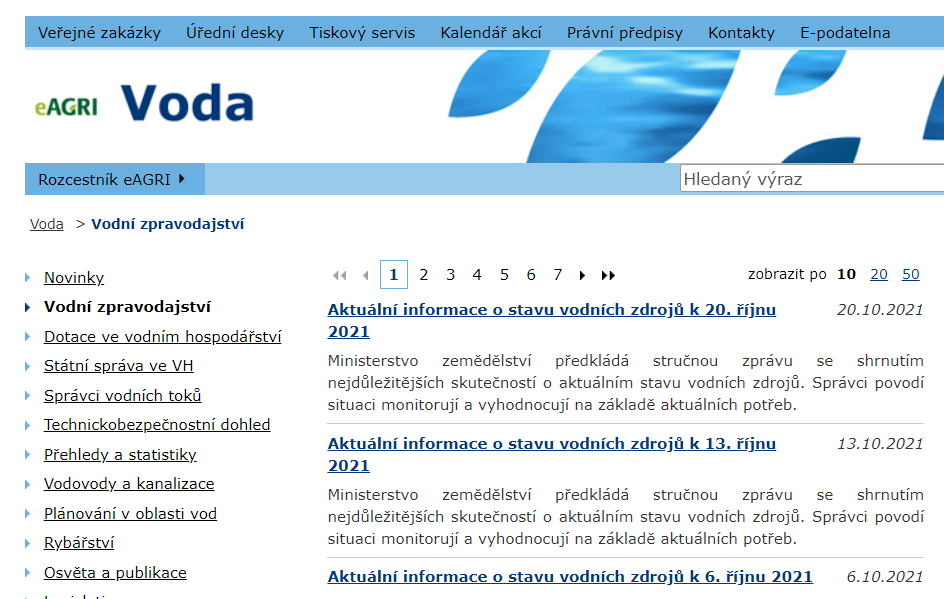 Veřejné zakázky Úřední desky Tiskový servis Kalendář akcí Právní předpisy Kontakty E-podatelna
eAGRI Voda
Rozcestník eAGRI
Hledaný výraz
Voda > Vodní zpravodajství
Novinky
Vodní zpravodajství
Dotace ve vodním hospodářství
Státní správa ve VH
Správci vodních toků
Technickobezpečnostní dohled
Přehledy a statistiky
Vodovody a kanalizace
Plánování v oblasti vod
Rybářství
Osvěta a publikace
1 2 3 4 5 6 7
zobrazit po 10 20 50
Aktuální informace o stavu vodních zdrojů k 20. říjnu
2021
20.10.2021
Ministerstvo zemědělství předkládá stručnou zprávu se shrnutím
nejdůležitějších skutečností o aktuálním stavu vodních zdrojů. Správci povodí
situaci monitorují a vyhodnocují na základě aktuálních potřeb.
Aktuální informace o stavu vodních zdrojů k 13. říjnu
2021
13.10.2021
Ministerstvo zemědělství předkládá stručnou zprávu se shrnutím
nejdůležitějších skutečností o aktuálním stavu vodních zdrojů. Správci povodí
situaci monitorují a vyhodnocují na základě aktuálních potřeb.
Aktuální informace o stavu vodních zdrojů k 6. říjnu 2021
6.10.2021